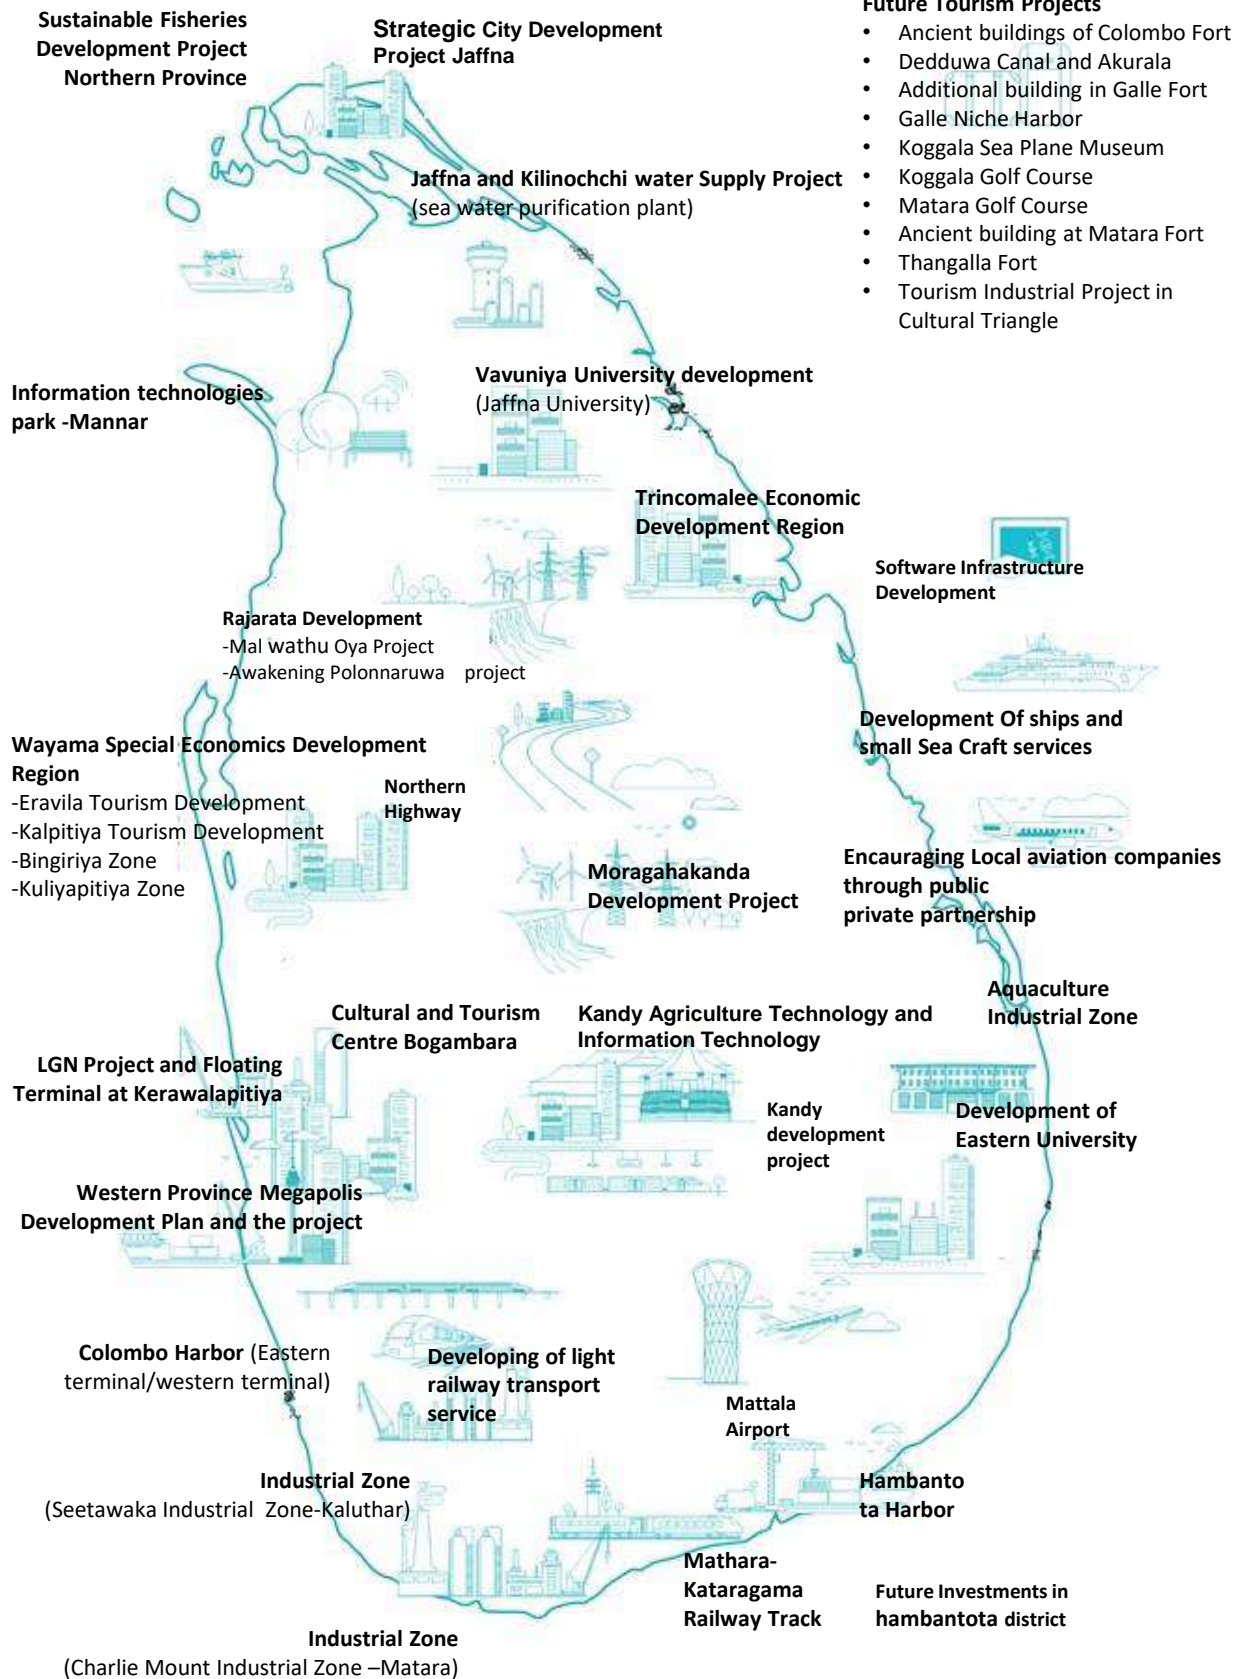 Sustainable Fisheries
Development Project
Northern Province
Strategic City Development
Project Jaffna
Future Tourism Projects
• Ancient buildings of Colombo Fort
• Dedduwa Canal and Akurala
• Additional building in Galle Fort
• Galle Niche Harbor
• Koggala Sea Plane Museum
• Koggala Golf Course
• Matara Golf Course
• Ancient building at Matara Fort
• Thangalla Fort
• Tourism Industrial Project in
Cultural Triangle
Jaffna and Kilinochchi water Supply Project
(sea water purification plant)
Information technologies
park -Mannar
Vavuniya University development
(Jaffna University)
Trincomalee Economic
Development Region
Software Infrastructure
Development
Rajarata Development
-Mal wathu Oya Project
-Awakening Polonnaruwa project
Development Of ships and
small Sea Craft services
Wayama Special Economics Development
Region
-Eravila Tourism Development
-Kalpitiya Tourism Development
-Bingiriya Zone
-Kuliyapitiya Zone
Northern
Highway
Moragahakanda
Development Project
Encauraging Local aviation companies
through public
private partnership
Aquaculture
Industrial Zone
Cultural and Tourism
Centre Bogambara
Kandy Agriculture Technology and
Information Technology
LGN Project and Floating
Terminal at Kerawalapitiya
Kandy
development
project
Development of
Eastern University
Western Province Megapolis
Development Plan and the project
Colombo Harbor (Eastern
terminal/western terminal)
Developing of light
railway transport
service
Mattala
Airport
Industrial Zone
(Seetawaka Industrial Zone-Kaluthar)
Hambanto
ta Harbor
Mathara-
Kataragama
Railway Track
Future Investments in
hambantota district
Industrial Zone
(Charlie Mount Industrial Zone –Matara)